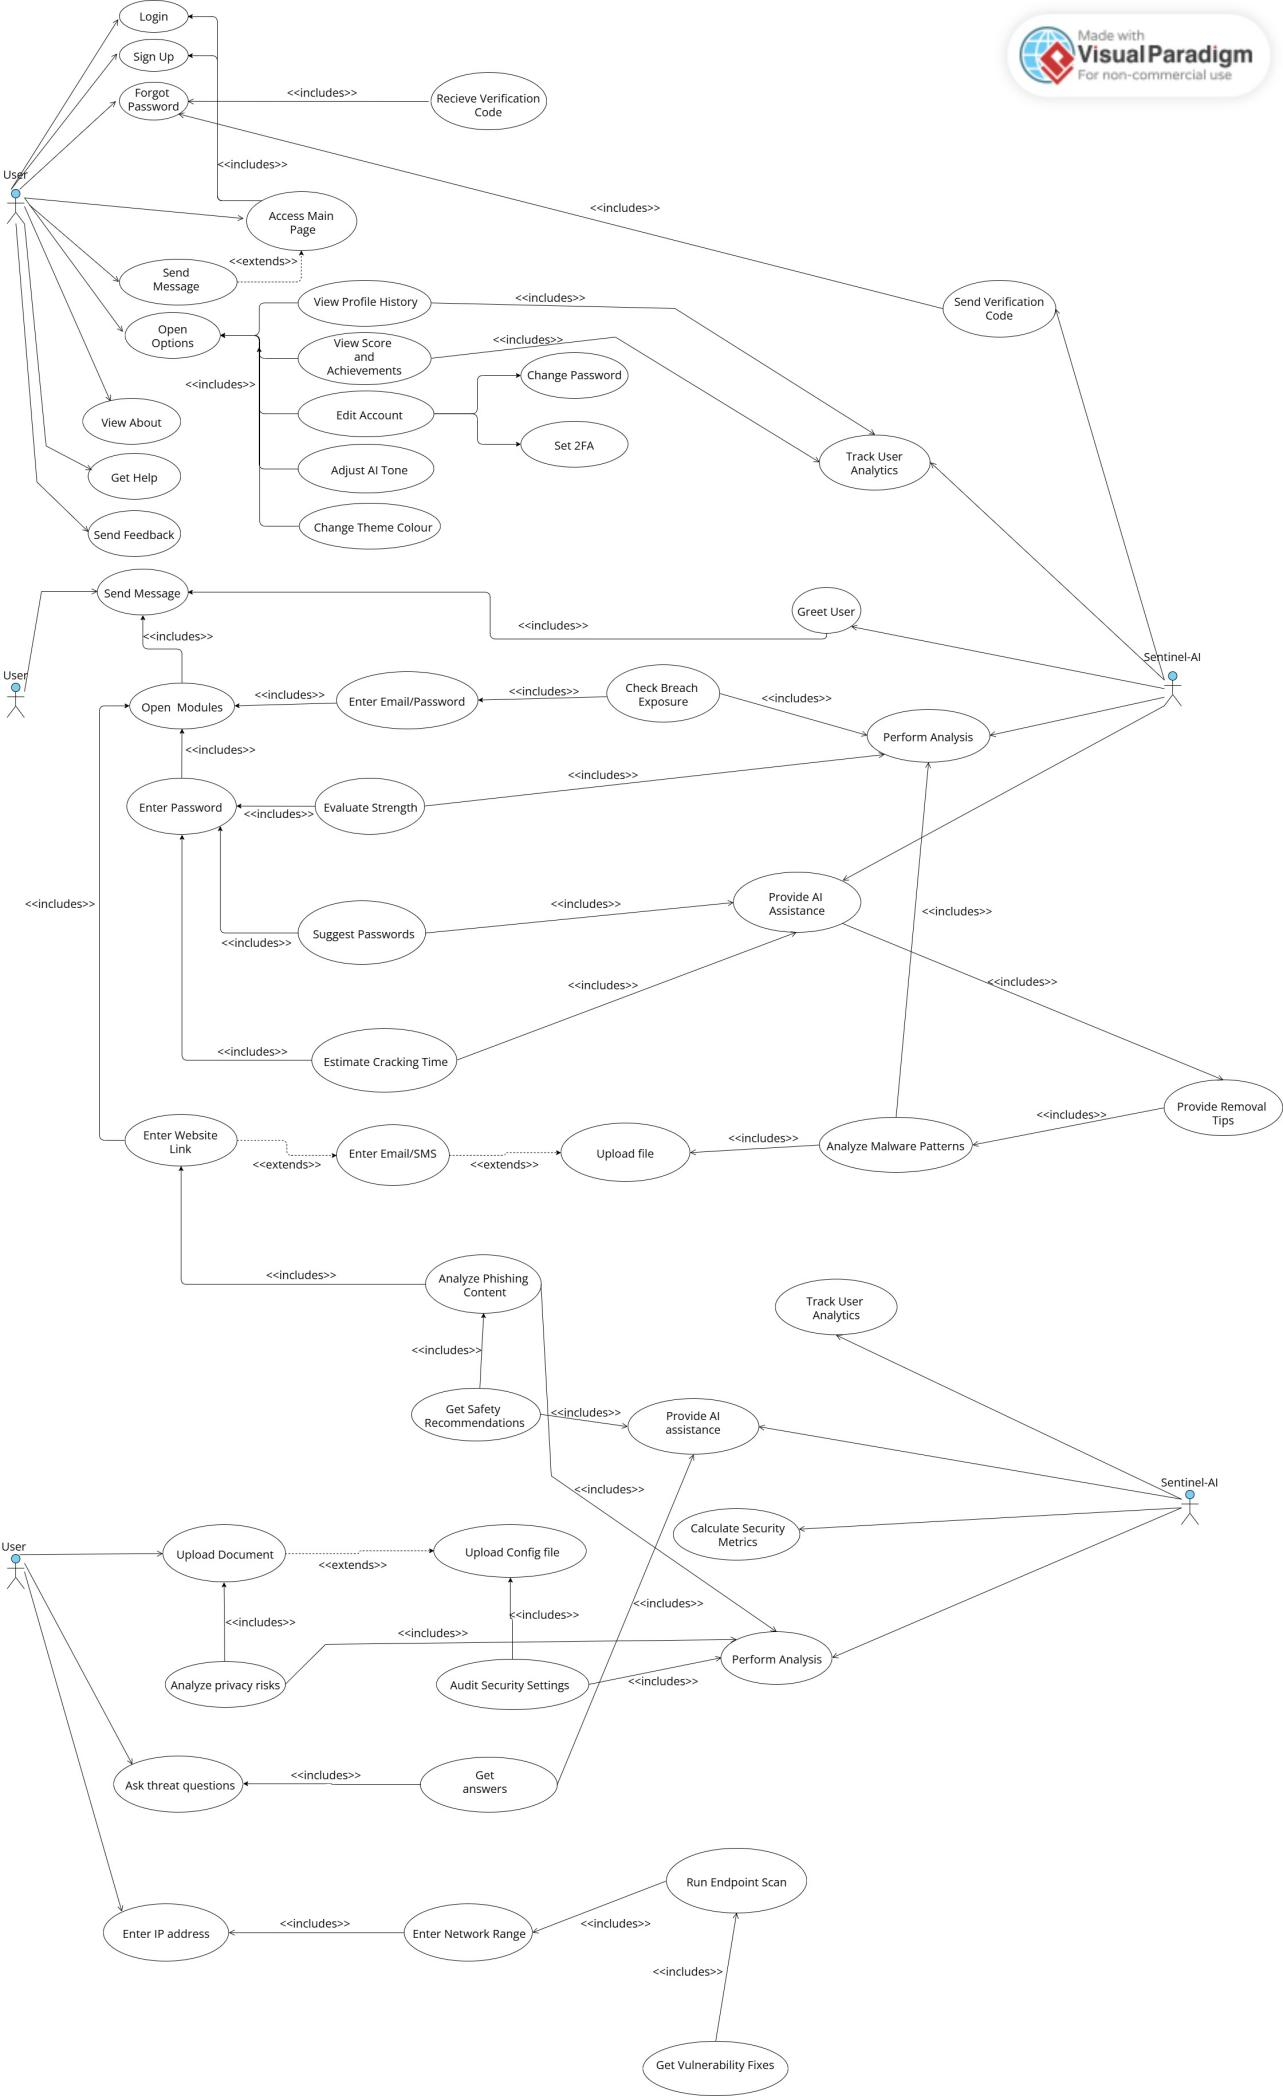 Login
Made with
Visual Paradigm
For non-commercial use
Sign Up
Forgot
Password
<<includes>>
Recieve Verification
Code
<<includes>>
User
<<includes>>
Access Main
Page
<<extends>>
Send
Message
View Profile History
<<includes>>
Send Verification
Code
Open
Options
View Score
and
Achievements
<<includes>>
<<includes>>
Change Password
Edit Account
View About
Set 2FA
Track User
Analytics
Get Help
Adjust AI Tone
Send Feedback
Change Theme Colour
Send Message
Greet User
<<includes>>
<<includes>>
Sentinel-AI
User
Open  Modules
<<includes>>
Enter Email/Password
<<includes>>
Check Breach
Exposure
<<includes>>
Perform Analysis
<<includes>>
<<includes>>
Enter Password
<<includes>>
Evaluate Strength
<<includes>>
<<includes>>
Provide AI
Assistance
<<includes>>
Suggest Passwords
<<includes>>
<<includes>>
<<includes>>
<<includes>>
Estimate Cracking Time
Provide Removal
Tips
<<includes>>
Enter Website
Link
<<extends>>
Enter Email/SMS
<<extends>>
Upload file
<<includes>>
Analyze Malware Patterns
<<includes>>
Analyze Phishing
Content
Track User
Analytics
<<includes>>
Get Safety
Recommendations
<<includes>>
Provide AI
assistance
<<includes>>
Sentinel-AI
Calculate Security
Metrics
User
Upload Document
<<extends>>
Upload Config file
<<includes>>
<<includes>>
<<includes>>
<<includes>>
Perform Analysis
Analyze privacy risks
Audit Security Settings
<<includes>>
Ask threat questions
<<includes>>
Get
answers
Run Endpoint Scan
Enter IP address
<<includes>>
Enter Network Range
<<includes>>
<<includes>>
Get Vulnerability Fixes